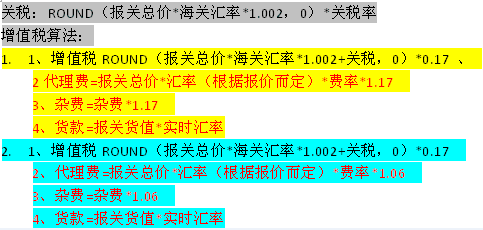 关税：ROUND（报关总价*海关汇率*1.002，0）*关税率
增值税算法：
1. 1、增值税 ROUND（报关总价*海关汇率*1.002+关税，0）*0.17 、
2 代理费=报关总价*汇率（根据报价而定）*费率*1.17
3、杂费=杂费*1.17
4、货款=报关货值*实时汇率
2. 1、增值税 ROUND（报关总价*海关汇率*1.002+关税，0）*0.17
2、代理费=报关总价*汇率（根据报价而定）*费率*1.06
3、杂费=杂费*1.06
4、货款=报关货值*实时汇率